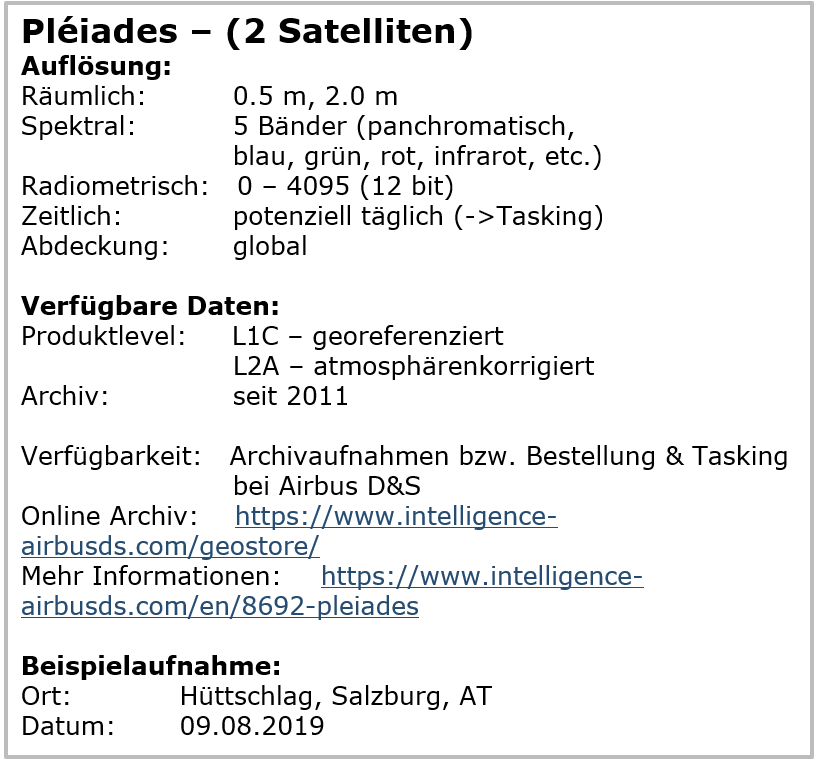 Pléiades – (2 Satelliten)
Auflösung:
Räumlich: 0.5 m, 2.0 m
Spektral: 5 Bänder (panchromatisch,
blau, grün, rot, infrarot, etc.)
Radiometrisch: 0 – 4095 (12 bit)
Zeitlich: potenziell täglich (->Tasking)
Abdeckung: global
Verfügbare Daten:
Produktlevel: L1C – georeferenziert
L2A – atmosphärenkorrigiert
Archiv: seit 2011
Verfügbarkeit: Archivaufnahmen bzw. Bestellung & Tasking
bei Airbus D&S
Online Archiv: https://www.intelligence-
airbusds.com/geostore/
Mehr Informationen: https://www.intelligence-
airbusds.com/en/8692-pleiades
Beispielaufnahme:
Ort: Hüttschlag, Salzburg, AT
Datum: 09.08.2019